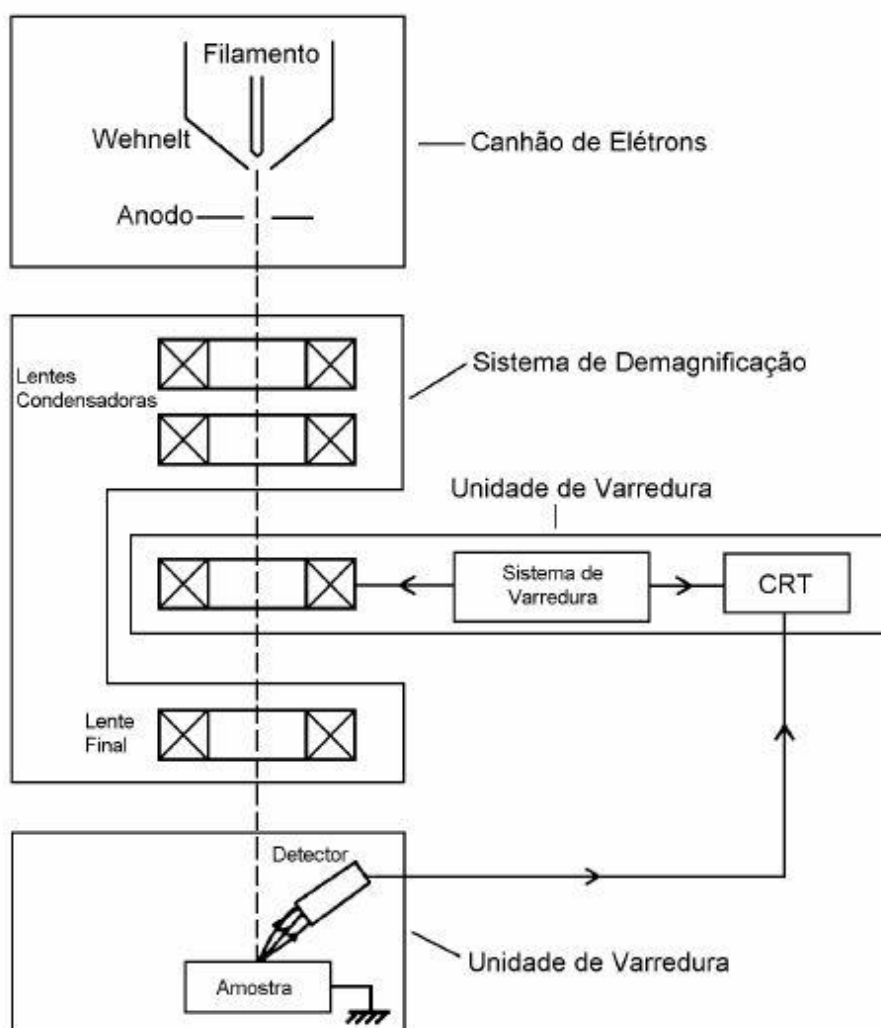 Filamento
Wehnelt
Canhão de Elétrons
Anodo
Sistema de Demagnificação
Lentes
Condensadoras
Unidade de Varredura
Sistema de
Varredura
CRT
Lente
Final
Detector
Unidade de Varredura
Amostra